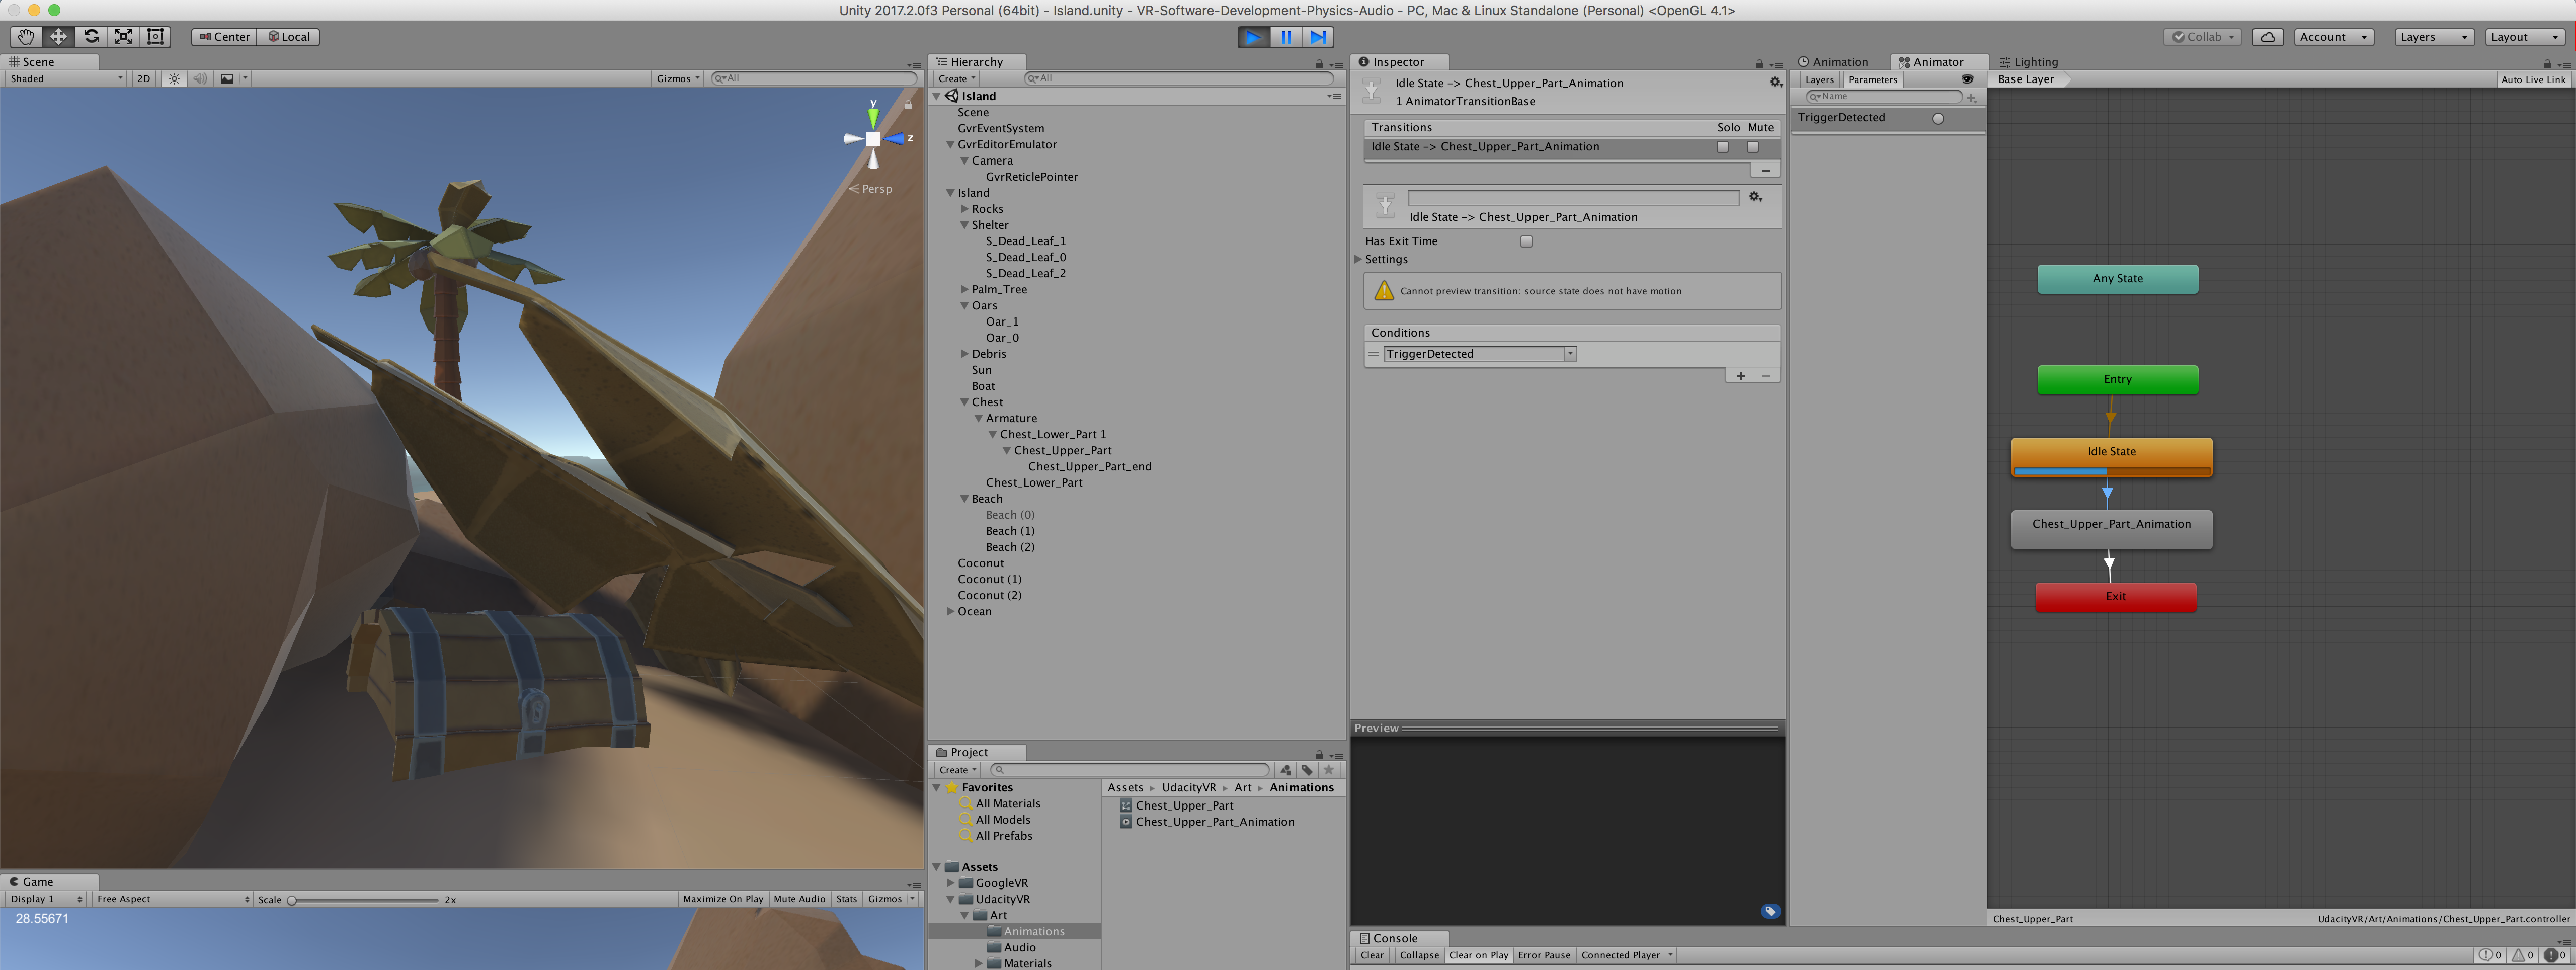 Unity 2017.2.0f3 Personal (64bit) - Island.unity - VR-Software-Development-Physics-Audio - PC, Mac & Linux Standalone (Personal) <OpenGL 4.1>
Center Local
Collab Account Layers Layout
Scene
Shaded 2D Gizmos All
y
z
Persp
Hierarchy
Create All
Island
Scene
GvrEventSystem
GvrEditorEmulator
Camera
GvrReticlePointer
Island
Rocks
Shelter
S_Dead_Leaf_1
S_Dead_Leaf_0
S_Dead_Leaf_2
Palm_Tree
Oars
Oar_1
Oar_0
Debris
Sun
Boat
Chest
Armature
Chest_Lower_Part 1
Chest_Upper_Part
Chest_Upper_Part_end
Chest_Lower_Part
Beach
Beach (0)
Beach (1)
Beach (2)
Coconut
Coconut (1)
Coconut (2)
Ocean
Inspector
Idle State -> Chest_Upper_Part_Animation
1 AnimatorTransitionBase
Transitions Solo Mute
Idle State -> Chest_Upper_Part_Animation
Idle State -> Chest_Upper_Part_Animation
Has Exit Time
Settings
Cannot preview transition: source state does not have motion
Conditions
TriggerDetected
Preview
Animation Animator Lighting
Layers Parameters Base Layer Auto Live Link
Name
TriggerDetected
Any State
Entry
Idle State
Chest_Upper_Part_Animation
Exit
Chest_Upper_Part UdacityVR/Art/Animations/Chest_Upper_Part.controller
Project
Create
Favorites
All Materials
All Models
All Prefabs
Assets
GoogleVR
UdacityVR
Art
Animations
Audio
Materials
Assets UdacityVR Art Animations
Chest_Upper_Part
Chest_Upper_Part_Animation
Game
Display 1 Free Aspect Scale 2x Maximize On Play Mute Audio Stats Gizmos
28.55671
Console
Clear Collapse Clear on Play Error Pause Connected Player 0 0 0